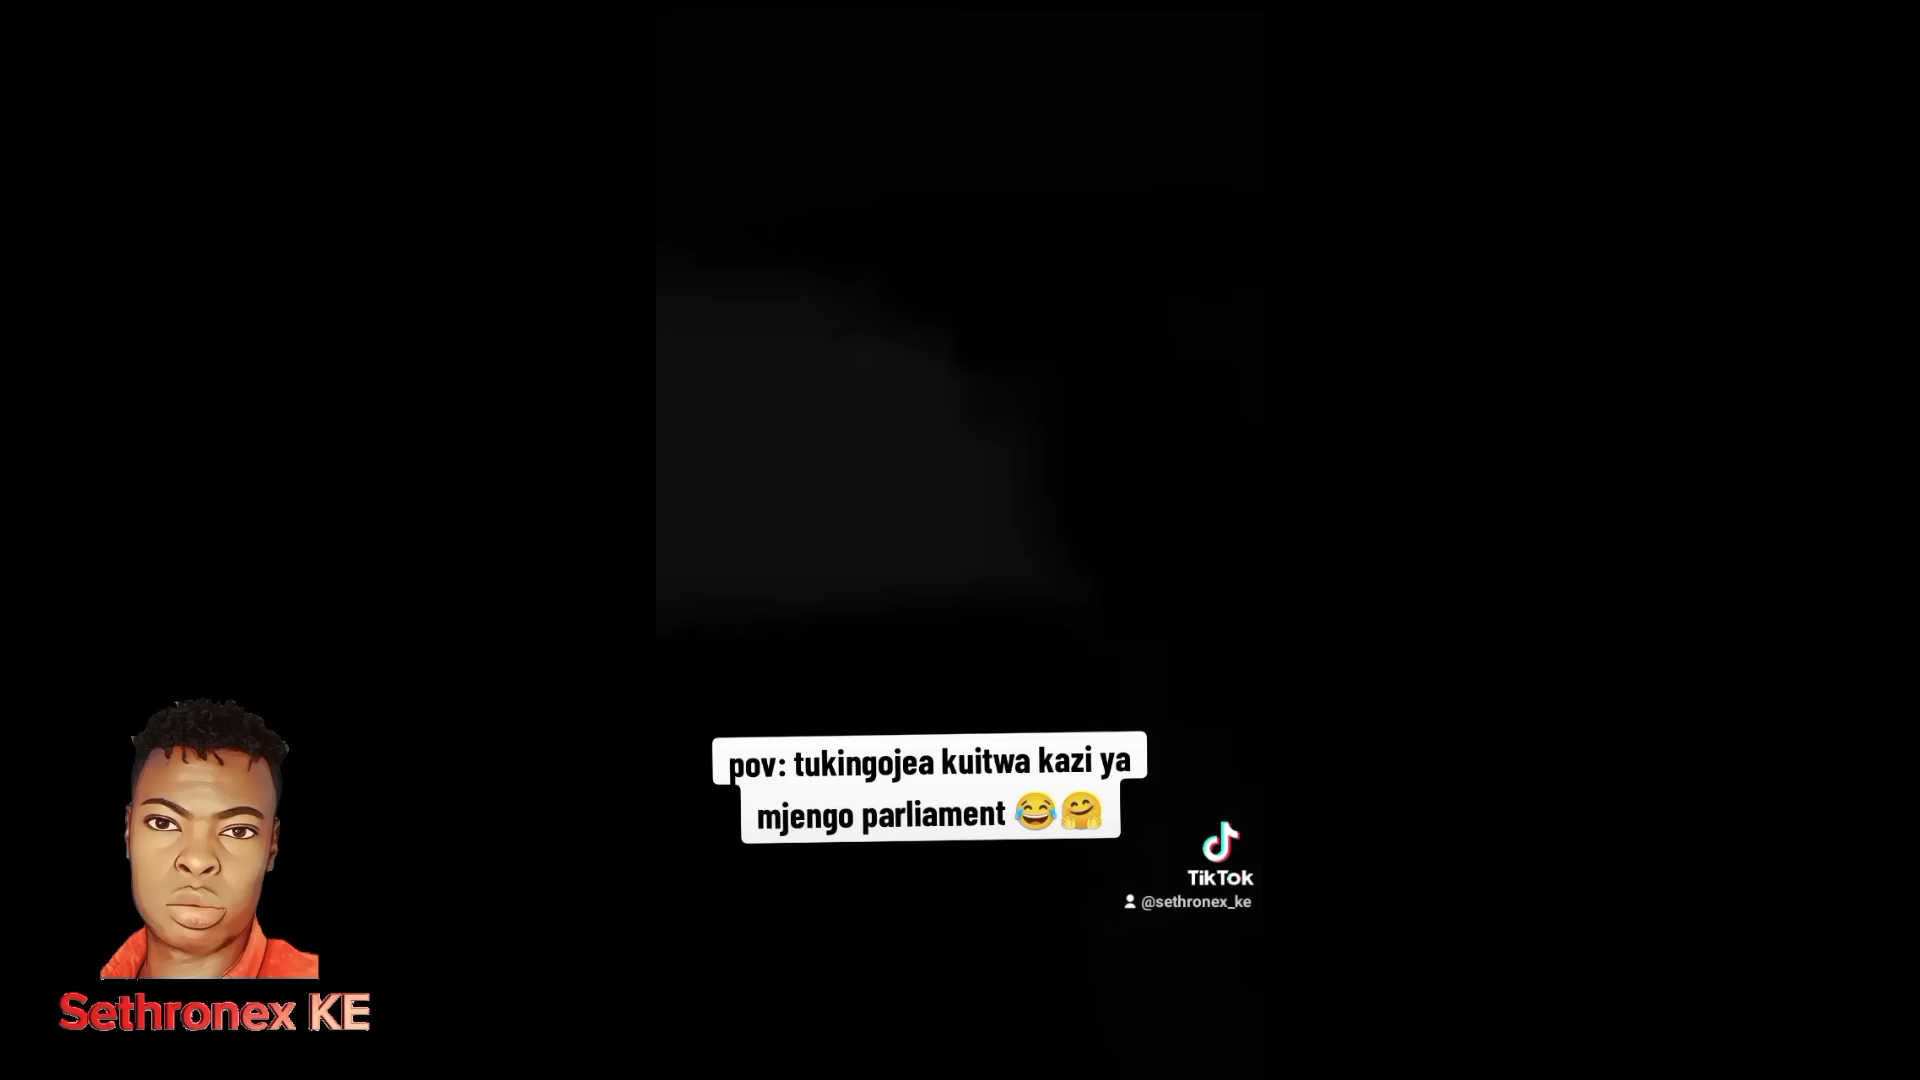 pov: tukingojea kuitwa kazi ya
mjengo parliament 😂🤗
TikTok
@sethronex_ke
Sethronex KE